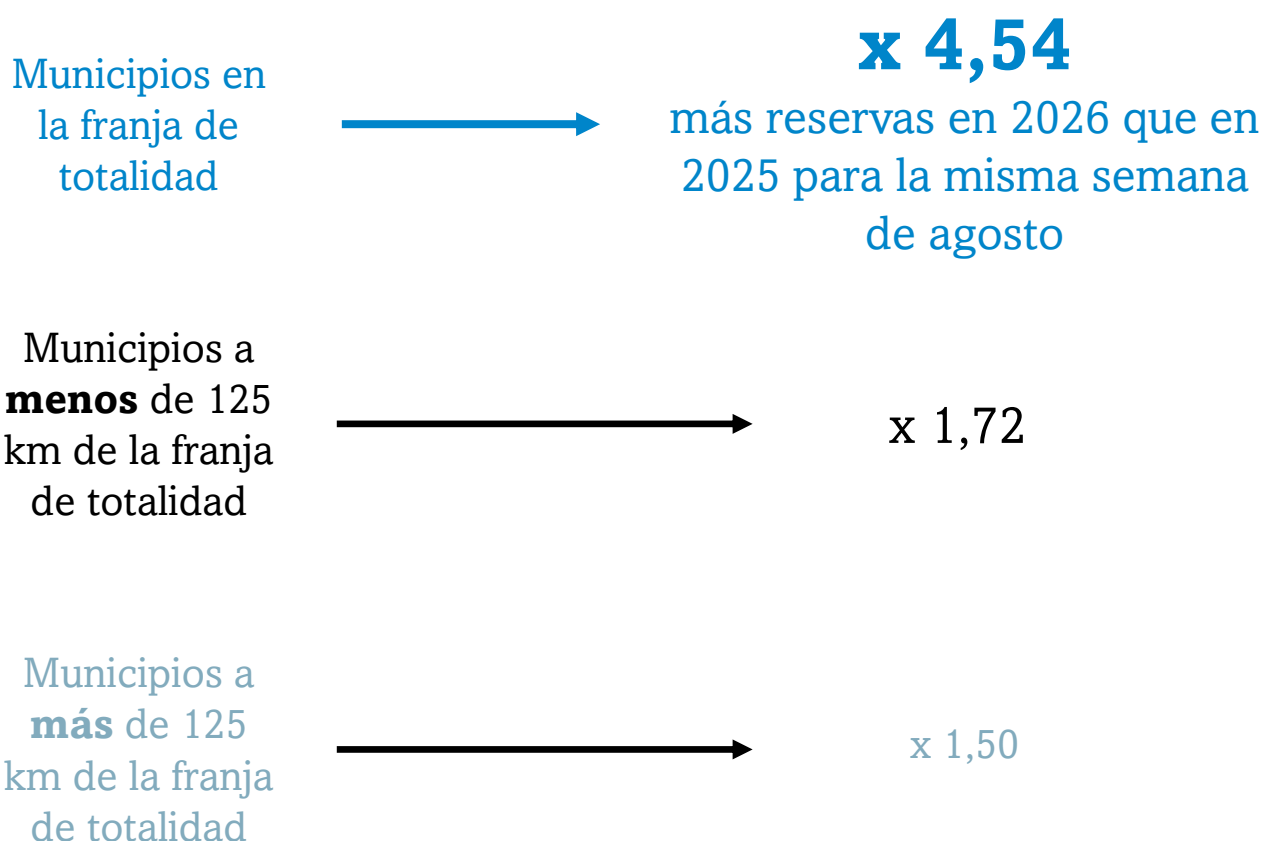 Municipios en
la franja de
totalidad
x 4,54
más reservas en 2026 que en
2025 para la misma semana
de agosto
Municipios a
menos de 125
km de la franja
de totalidad
x 1,72
Municipios a
más de 125
km de la franja
de totalidad
x 1,50